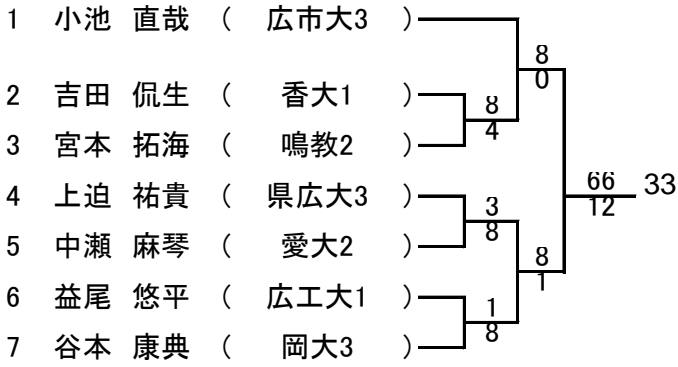 1 小池 直哉 ( 広市大3 )
8
0
2 吉田 侃生 ( 香大1 )
8
4
3 宮本 拓海 ( 鳴教2 )
4 上迫 祐貴 ( 県広大3 )
3
8
66
12
33
5 中瀬 麻琴 ( 愛大2 )
8
1
6 益尾 悠平 ( 広工大1 )
1
8
7 谷本 康典 ( 岡大3 )